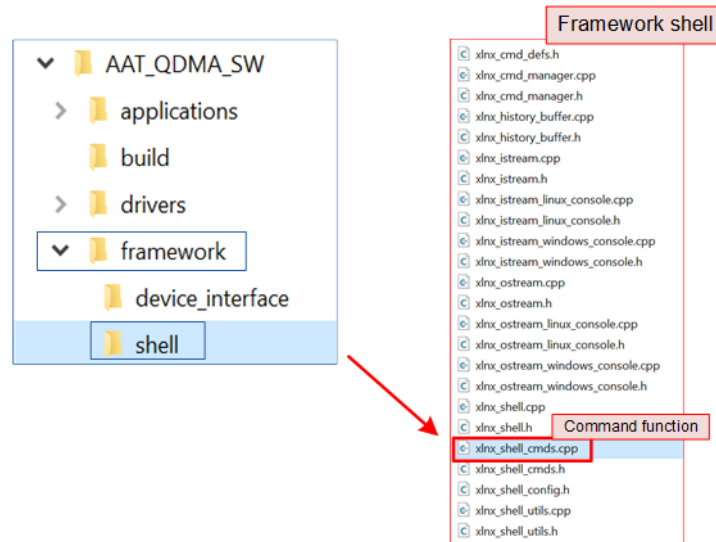 AAT_QDMA_SW
applications
build
drivers
framework
device_interface
shell
Framework shell
xlnx_cmd_defs.h
xlnx_cmd_manager.cpp
xlnx_cmd_manager.h
xlnx_history_buffer.cpp
xlnx_history_buffer.h
xlnx_istream.cpp
xlnx_istream.h
xlnx_istream_linux_console.cpp
xlnx_istream_linux_console.h
xlnx_istream_windows_console.cpp
xlnx_istream_windows_console.h
xlnx_ostream.cpp
xlnx_ostream.h
xlnx_ostream_linux_console.cpp
xlnx_ostream_linux_console.h
xlnx_ostream_windows_console.cpp
xlnx_ostream_windows_console.h
xlnx_shell.cpp
xlnx_shell.h
Command function
xlnx_shell_cmds.cpp
xlnx_shell_cmds.h
xlnx_shell_config.h
xlnx_shell_utils.cpp
xlnx_shell_utils.h